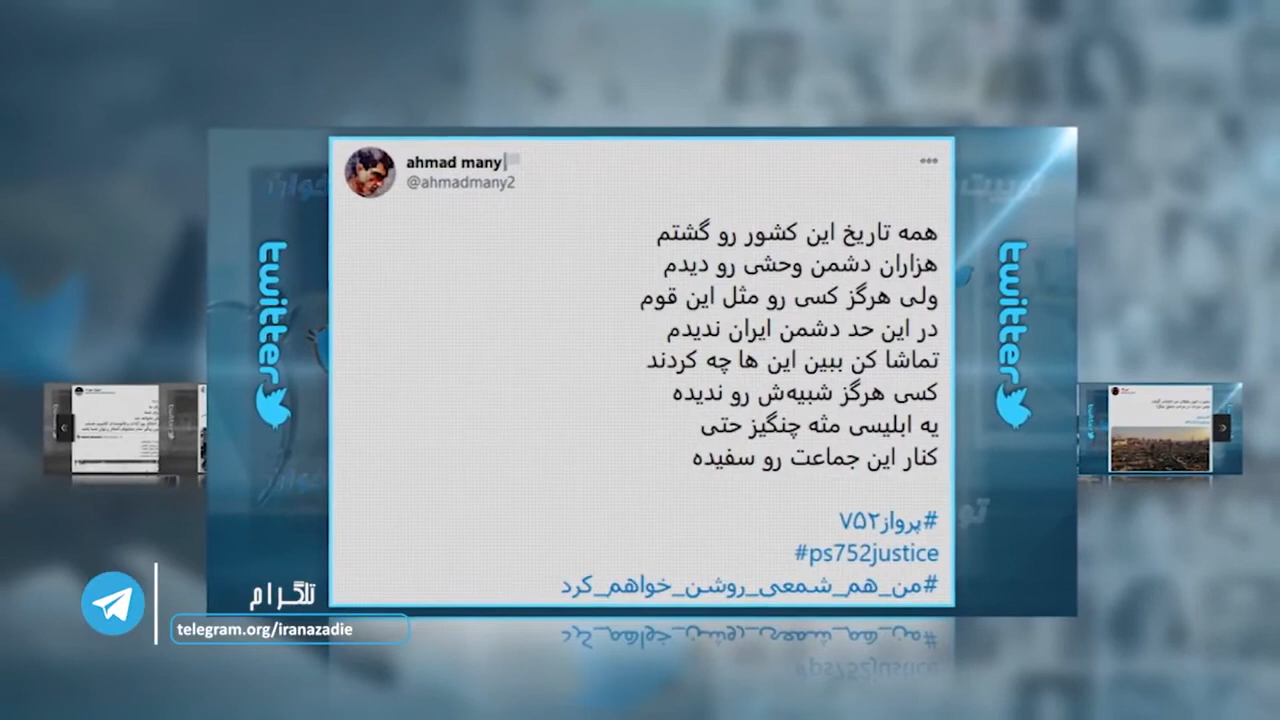 ahmad many
@ahmadmany2
همه تاریخ این کشور رو گشتم
هزاران دشمن وحشی رو دیدم
ولی هرگز کسی رو مثل این قوم
در این حد دشمن ایران ندیدم
تماشا کن ببین این ها چه کردند
کسی هرگز شبیه‌ش رو ندیده
یه ابلیسی مثه چنگیز حتی
کنار این جماعت رو سفیده
#پرواز۷۵۲
#ps752justice
#من_هم_شمعی_روشن_خواهم_کرد
twitter
twitter
تلگرام
telegram.org/iranazadie